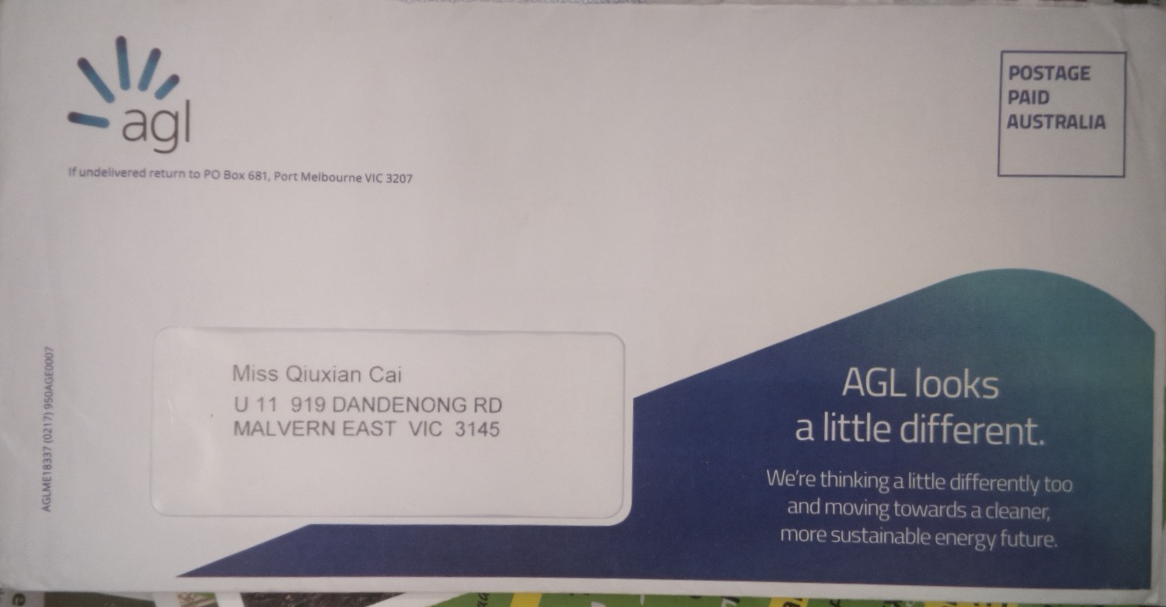 agl
If undelivered return to PO Box 681, Port Melbourne VIC 3207
POSTAGE
PAID
AUSTRALIA
AGLME18337 (0217) 950AGE0007
Miss Qiuxian Cai
U 11  919 DANDENONG RD
MALVERN EAST  VIC  3145
AGL looks
a little different.
We're thinking a little differently too
and moving towards a cleaner,
more sustainable energy future.